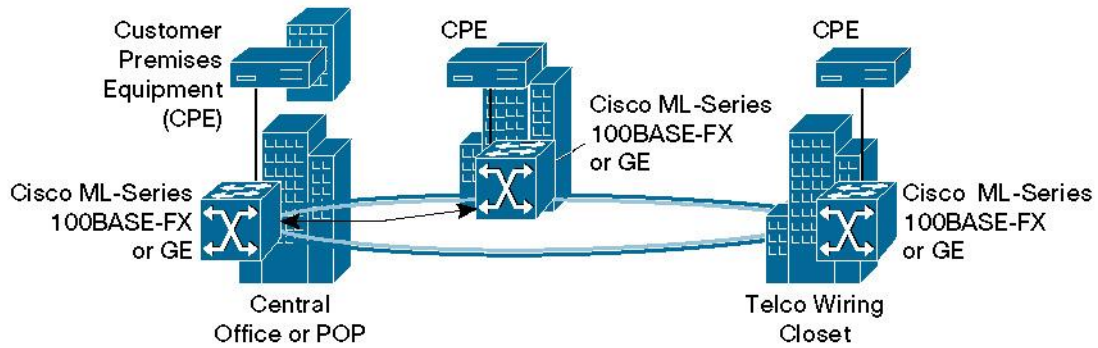 Customer
Premises
Equipment
(CPE)
CPE
CPE
Cisco ML-Series
100BASE-FX
or GE
Cisco ML-Series
100BASE-FX
or GE
Cisco ML-Series
100BASE-FX
or GE
Central
Office or POP
Telco Wiring
Closet